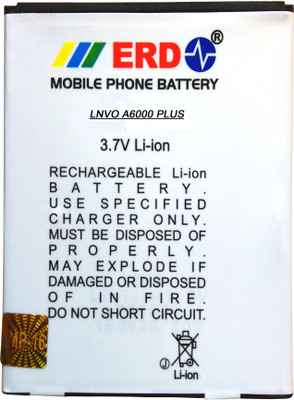 ERD®
MOBILE PHONE BATTERY
LNVO A6000 PLUS
3.7V Li-ion
RECHARGEABLE Li-ion
BATTERY.
USE SPECIFIED
CHARGER ONLY.
MUST BE DISPOSED OF
PROPERLY.
MAY EXPLODE IF
DAMAGED OR DISPOSING
OF IN FIRE.
DO NOT SHORT CIRCUIT.
Li-ion